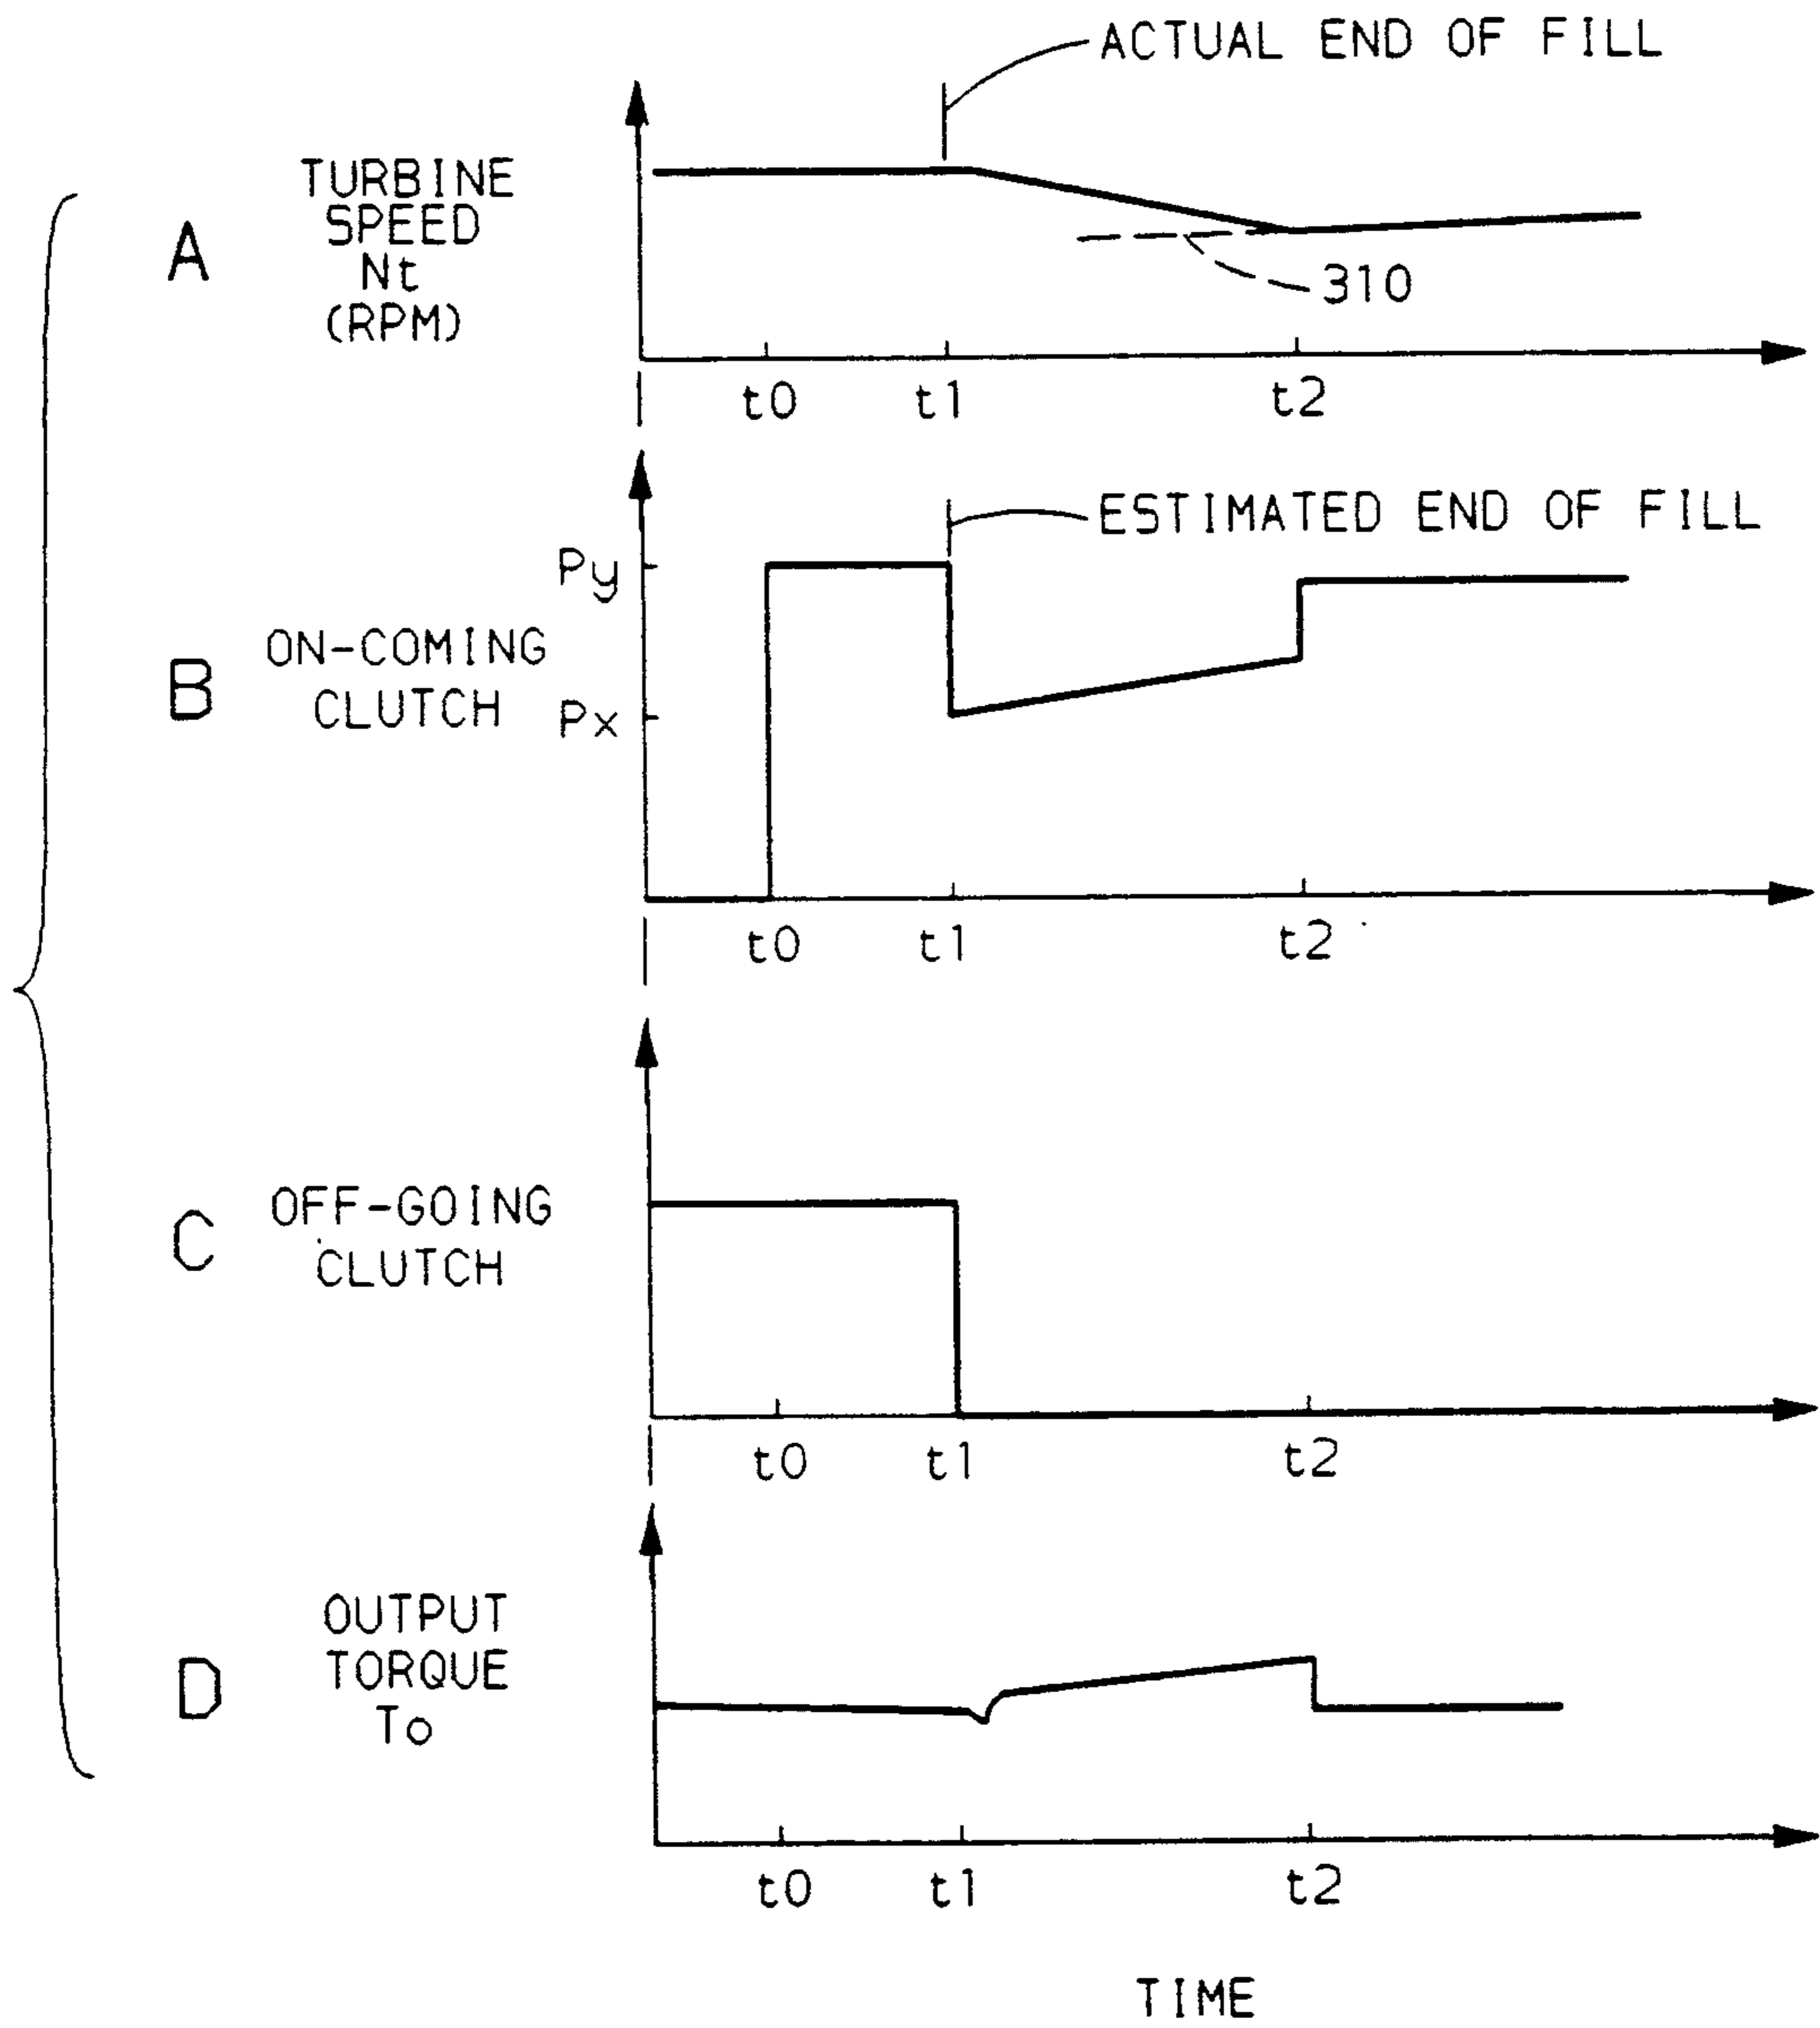 ACTUAL END OF FILL
A
TURBINE
SPEED
Nt
(RPM)
310
t0 t1 t2
ESTIMATED END OF FILL
Py
B
ON-COMING
CLUTCH
Px
t0 t1 t2
C
OFF-GOING
CLUTCH
t0 t1 t2
D
OUTPUT
TORQUE
To
t0 t1 t2
TIME